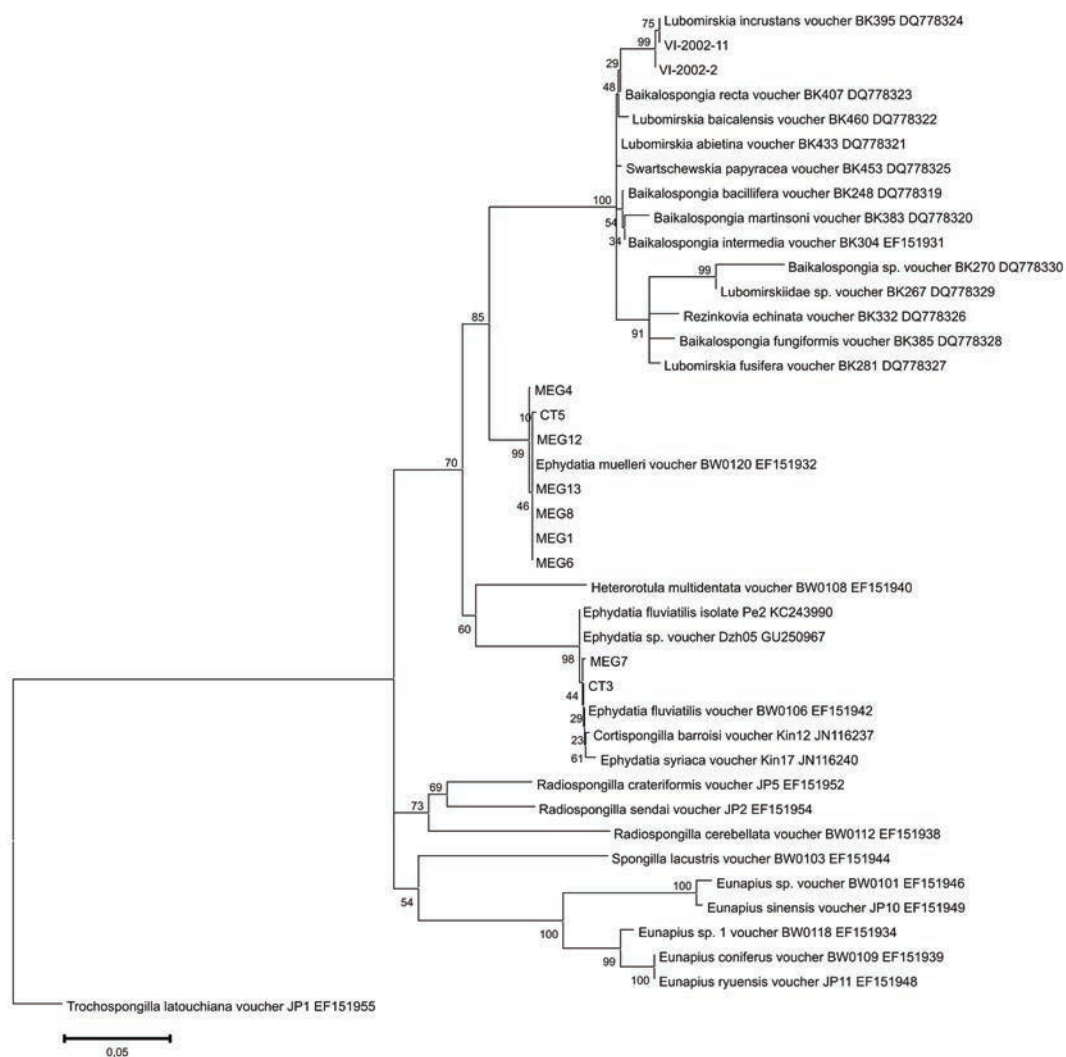 75
Lubomirskia incrustans voucher BK395 DQ778324
99
VI-2002-11
29
VI-2002-2
48
Baikalospongia recta voucher BK407 DQ778323
Lubomirskia baicalensis voucher BK460 DQ778322
Lubomirskia abietina voucher BK433 DQ778321
Swartschewskia papyracea voucher BK453 DQ778325
100
Baikalospongia bacillifera voucher BK248 DQ778319
54
Baikalospongia martinsoni voucher BK383 DQ778320
34
Baikalospongia intermedia voucher BK304 EF151931
99
Baikalospongia sp. voucher BK270 DQ778330
Lubomirskiidae sp. voucher BK267 DQ778329
85
Rezinkovia echinata voucher BK332 DQ778326
91
Baikalospongia fungiformis voucher BK385 DQ778328
Lubomirskia fusifera voucher BK281 DQ778327
MEG4
10
CT5
MEG12
99
70
Ephydatia muelleri voucher BW0120 EF151932
MEG13
46
MEG8
MEG1
MEG6
Heterorotula multidentata voucher BW0108 EF151940
60
Ephydatia fluviatilis isolate Pe2 KC243990
Ephydatia sp. voucher Dzh05 GU250967
98
MEG7
44
CT3
29
Ephydatia fluviatilis voucher BW0106 EF151942
23
Cortispongilla barroisi voucher Kin12 JN116237
61
Ephydatia syriaca voucher Kin17 JN116240
69
Radiospongilla crateriformis voucher JP5 EF151952
73
Radiospongilla sendai voucher JP2 EF151954
Radiospongilla cerebellata voucher BW0112 EF151938
Spongilla lacustris voucher BW0103 EF151944
54
100
Eunapius sp. voucher BW0101 EF151946
Eunapius sinensis voucher JP10 EF151949
100
Eunapius sp. 1 voucher BW0118 EF151934
99
Eunapius coniferus voucher BW0109 EF151939
100
Eunapius ryuensis voucher JP11 EF151948
Trochospongilla latouchiana voucher JP1 EF151955
0,05